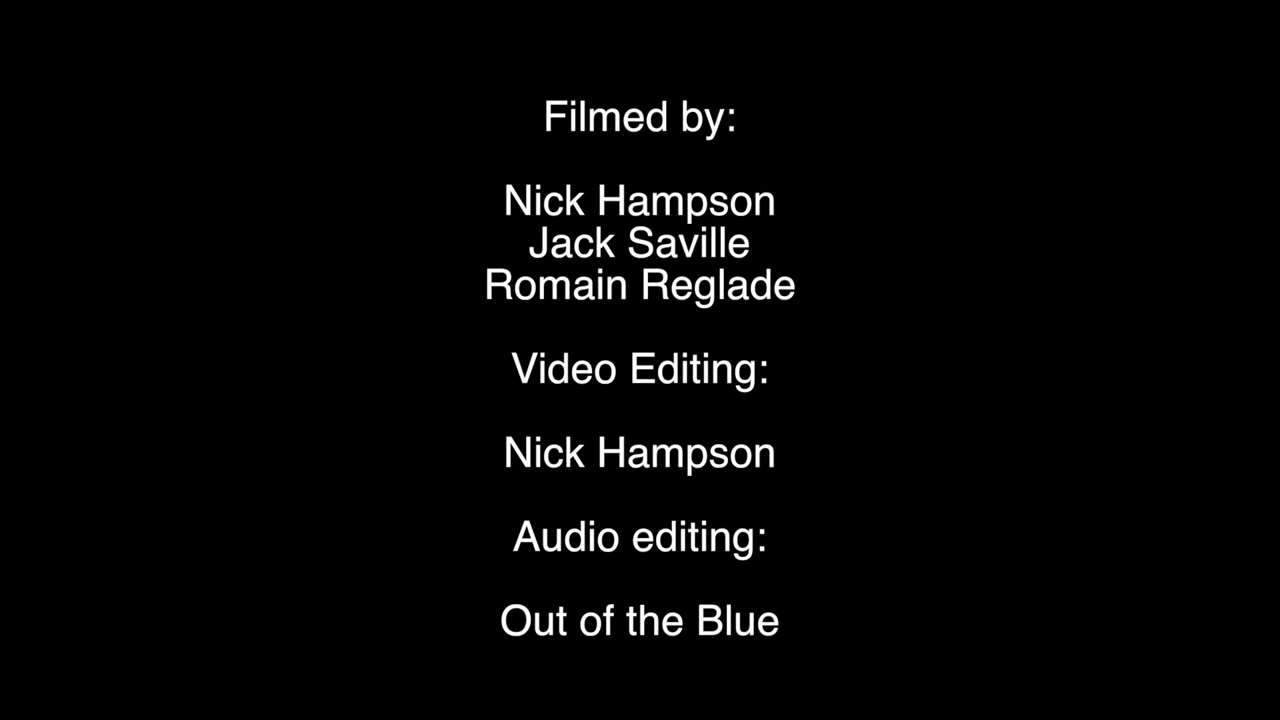 Filmed by:
Nick Hampson
Jack Saville
Romain Reglade
Video Editing:
Nick Hampson
Audio editing:
Out of the Blue